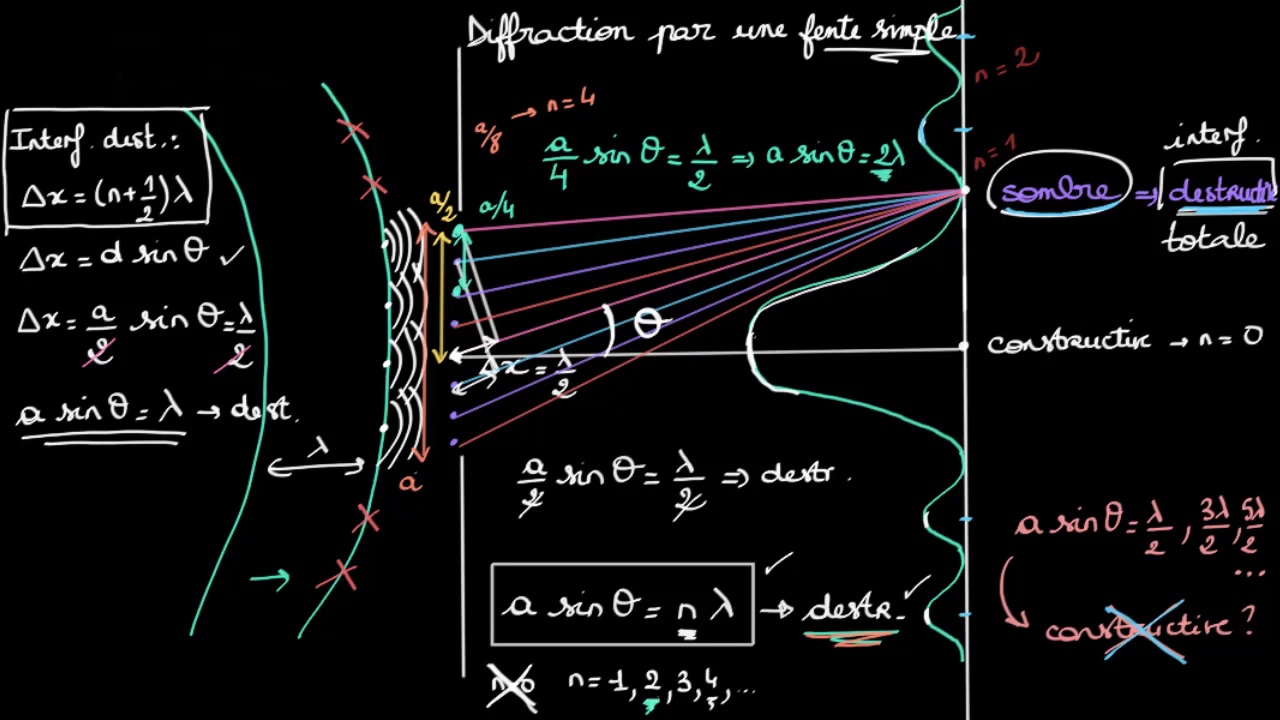 Diffraction par une fente simple
Interf. dest.:
Δx = (n+1/2)λ
Δx = d sin θ ✓
Δx = a/2 sin θ = λ/2
a sin θ = λ → dest.
λ
a
a/2
a/8 → n = 4
a/4 sin θ = λ/2 ⇒ a sin θ = 2λ
a/4
θ
Δx = λ/2
a/2 sin θ = λ/2 ⇒ destr.
a sin θ = n λ → destr. ✓
n=0 n = 1, 2, 3, 4, ...
n = 2
n = 1
interf.
sombre ⇒ destructive
totale
constructive → n = 0
a sin θ = λ/2, 3λ/2, 5λ/2
...
constructive ?